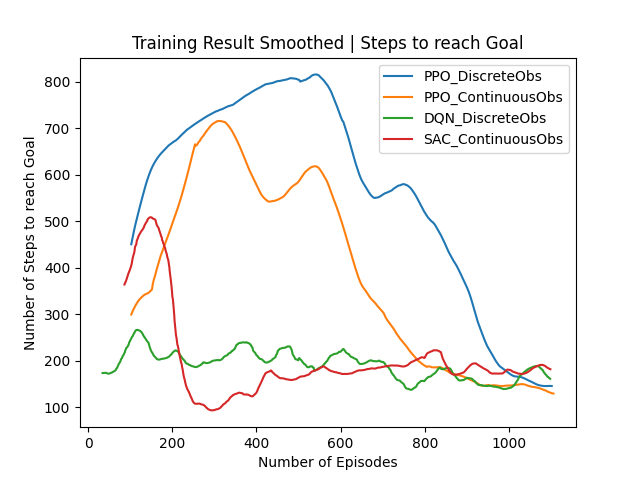 Training Result Smoothed | Steps to reach Goal
PPO_DiscreteObs
PPO_ContinuousObs
DQN_DiscreteObs
SAC_ContinuousObs
Number of Steps to reach Goal
800
700
600
500
400
300
200
100
0
200
400
600
800
1000
Number of Episodes